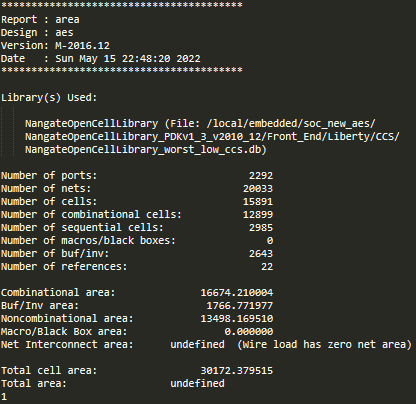 ****************************************
Report : area
Design : aes
Version: M-2016.12
Date   : Sun May 15 22:48:20 2022
****************************************
Library(s) Used:
NangateOpenCellLibrary (File: /local/embedded/soc_new_aes/
NangateOpenCellLibrary_PDKv1_3_v2010_12/Front_End/Liberty/CCS/
NangateOpenCellLibrary_worst_low_ccs.db)
Number of ports: 2292
Number of nets: 20033
Number of cells: 15891
Number of combinational cells: 12899
Number of sequential cells: 2985
Number of macros/black boxes: 0
Number of buf/inv: 2643
Number of references: 22
Combinational area: 16674.210004
Buf/Inv area: 1766.771977
Noncombinational area: 13498.169510
Macro/Black Box area: 0.000000
Net Interconnect area: undefined (Wire load has zero net area)
Total cell area: 30172.379515
Total area: undefined
1